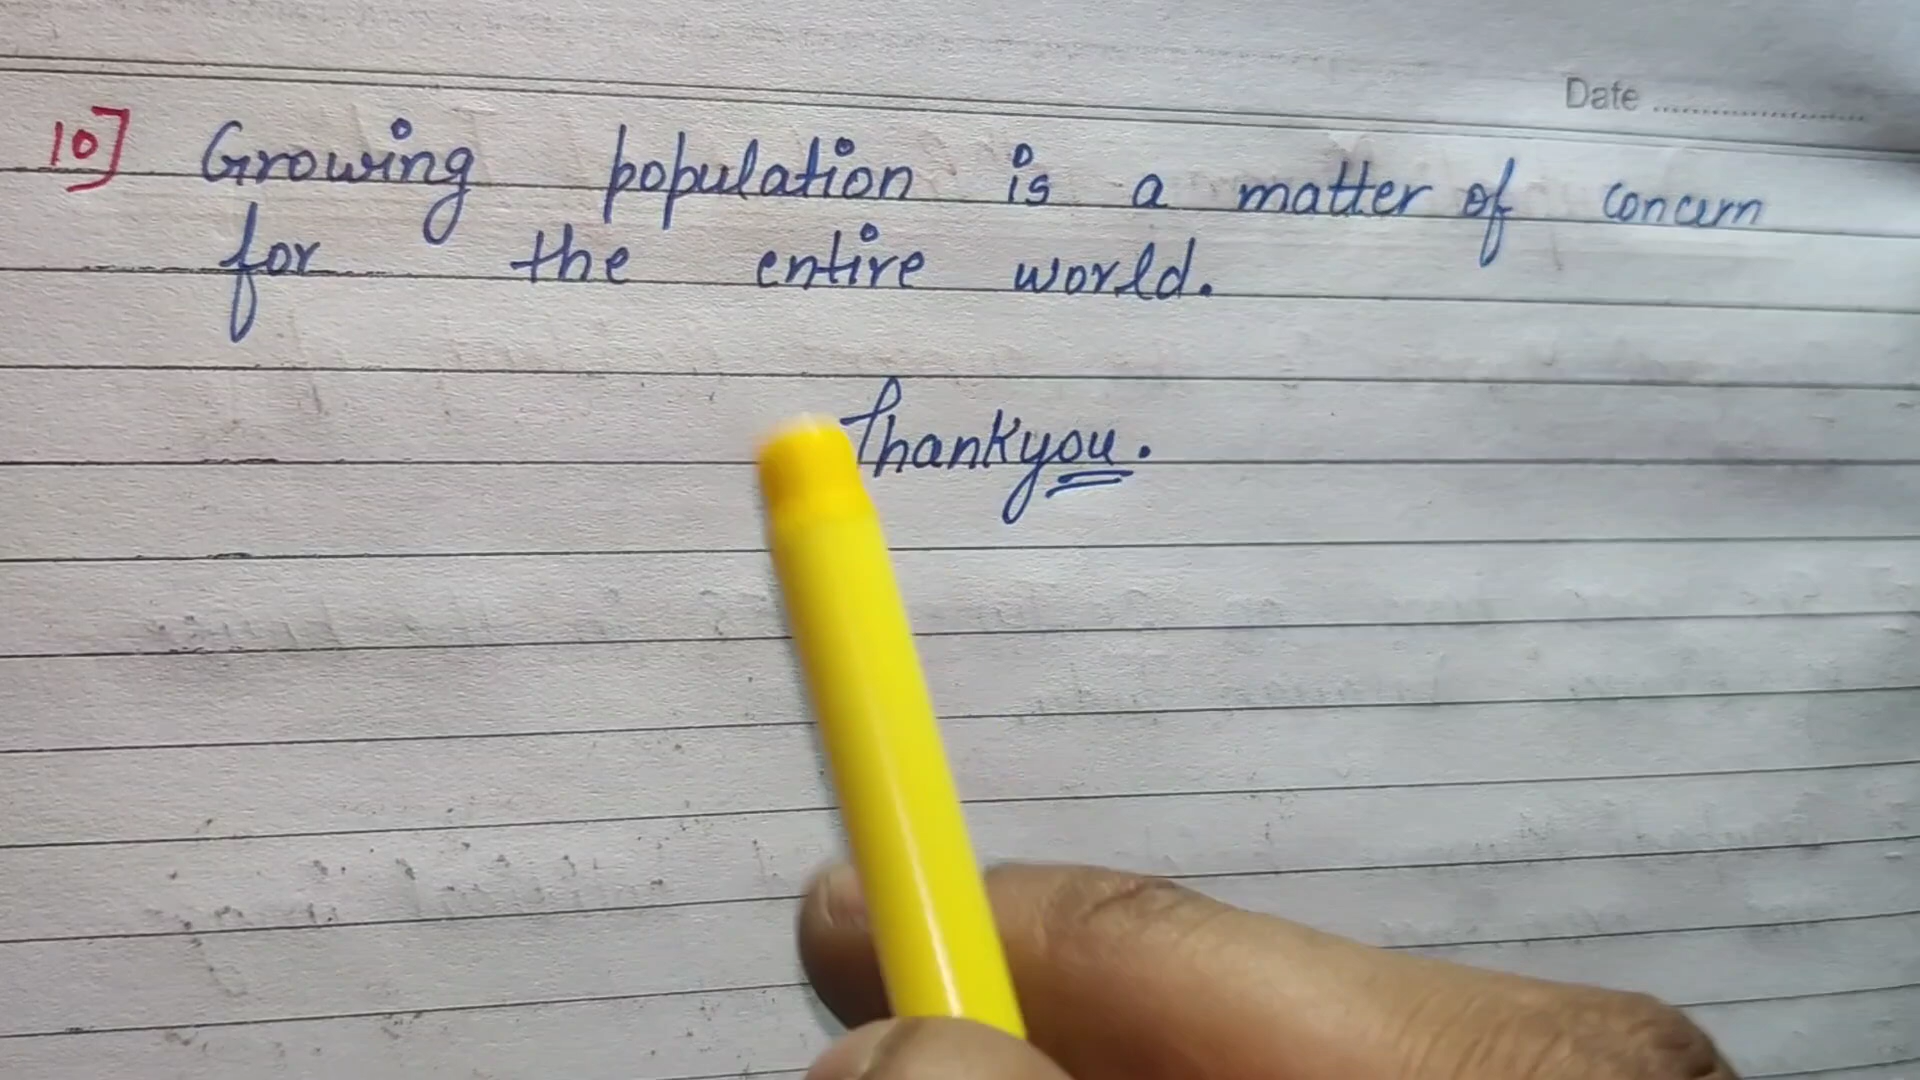 Date ....................
10] Growing population is a matter of concern
for the entire world.
Thankyou.